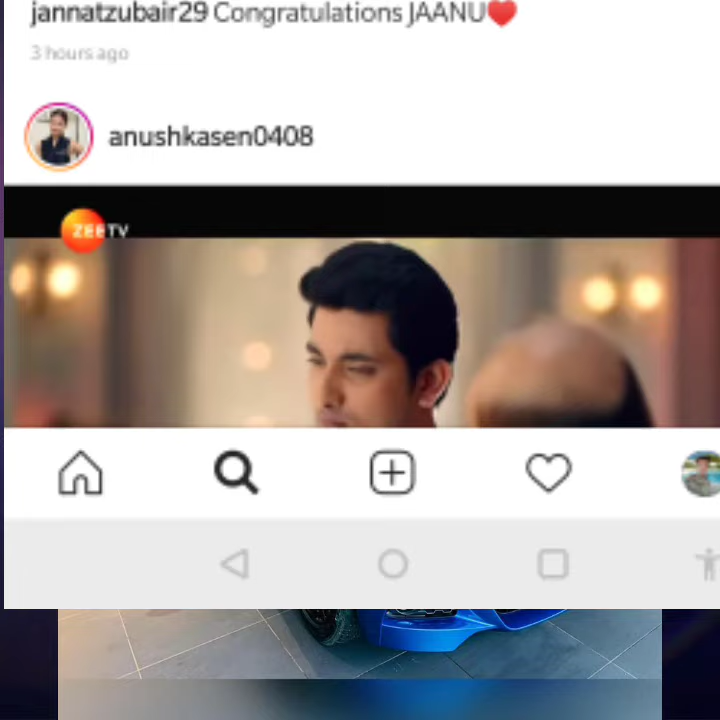 jannatzubair29 Congratulations JAANU❤️
3 hours ago
anushkasen0408
ZEE TV